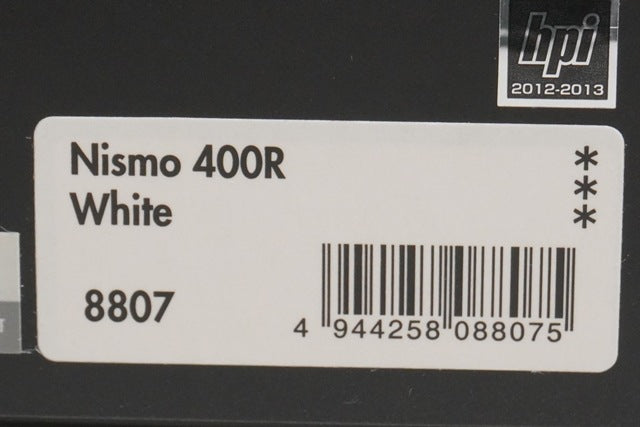 hpi
2012-2013
Nismo 400R
White
***
8807
4 944258 088075
T